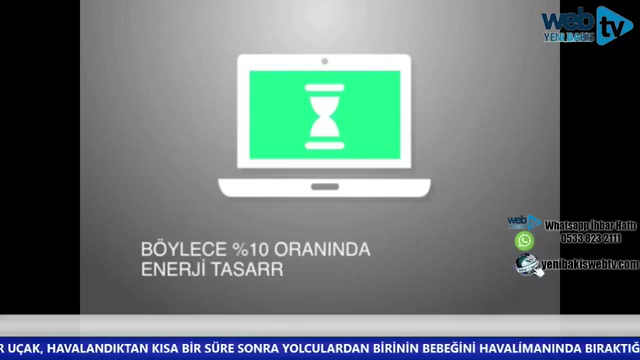 web tv
YENİ BAKIŞ
BÖYLECE %10 ORANINDA
ENERJİ TASARR
web
Whatsapp İhbar Hattı
0533 823 2111
yenibakiswebtv.com
R UÇAK, HAVALANDIKTAN KISA BİR SÜRE SONRA YOLCULARDAN BİRİNİN BEBEĞİNİ HAVALİMANINDA BIRAKTIĞ